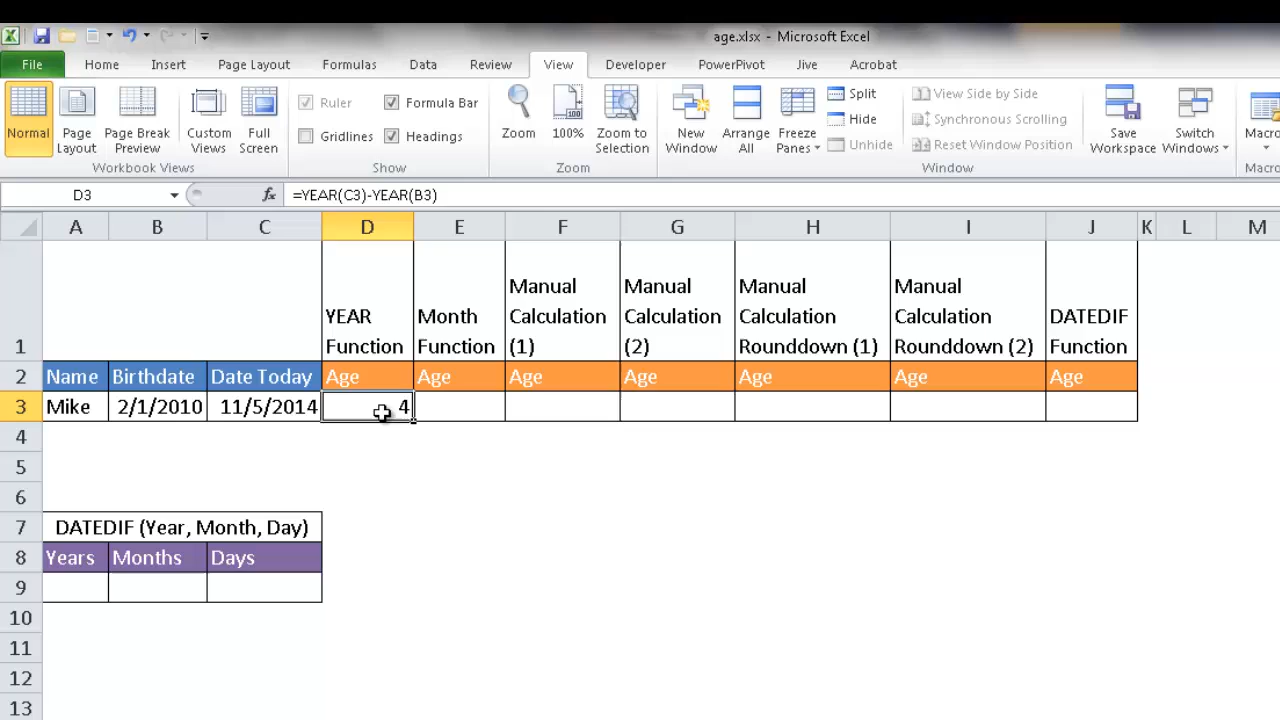 age.xlsx - Microsoft Excel
File Home Insert Page Layout Formulas Data Review View Developer PowerPivot Jive Acrobat
Normal
Page Layout
Page Break Preview
Custom Views
Full Screen
Workbook Views
Ruler
Formula Bar
Gridlines
Headings
Show
Zoom
100%
Zoom to Selection
Zoom
New Window
Arrange All
Freeze Panes
Split
Hide
Unhide
View Side by Side
Synchronous Scrolling
Reset Window Position
Window
Save Workspace
Switch Windows
Macro
Macro
D3 fx =YEAR(C3)-YEAR(B3)
A B C D E F G H I J K L M
YEAR Function
Month Function
Manual Calculation (1)
Manual Calculation (2)
Manual Calculation Rounddown (1)
Manual Calculation Rounddown (2)
DATEDIF Function
1
2 Name Birthdate Date Today Age Age Age Age Age Age Age
3 Mike 2/1/2010 11/5/2014 4
4
5
6
7 DATEDIF (Year, Month, Day)
8 Years Months Days
9
10
11
12
13